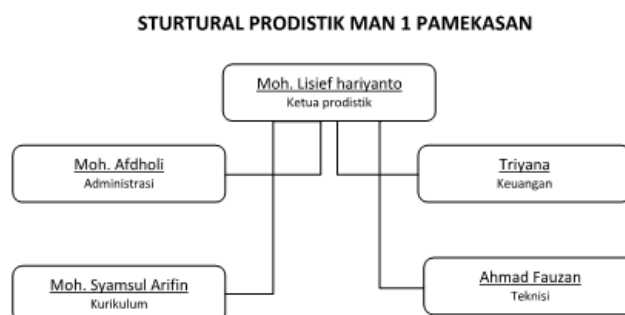 STURTURAL PRODISTIK MAN 1 PAMEKASAN
Moh. Lisief hariyanto
Ketua prodistik
Moh. Afdholi
Administrasi
Triyana
Keuangan
Moh. Syamsul Arifin
Kurikulum
Ahmad Fauzan
Teknisi